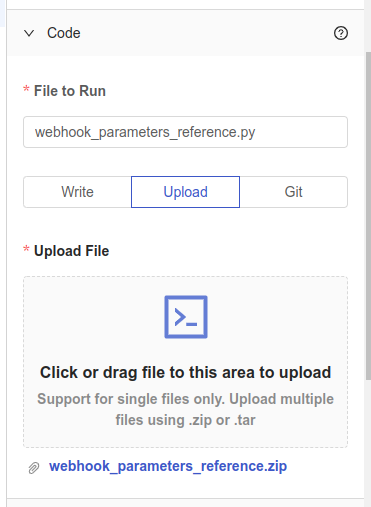 Code
* File to Run
webhook_parameters_reference.py
Write Upload Git
* Upload File
Click or drag file to this area to upload
Support for single files only. Upload multiple
files using .zip or .tar
webhook_parameters_reference.zip